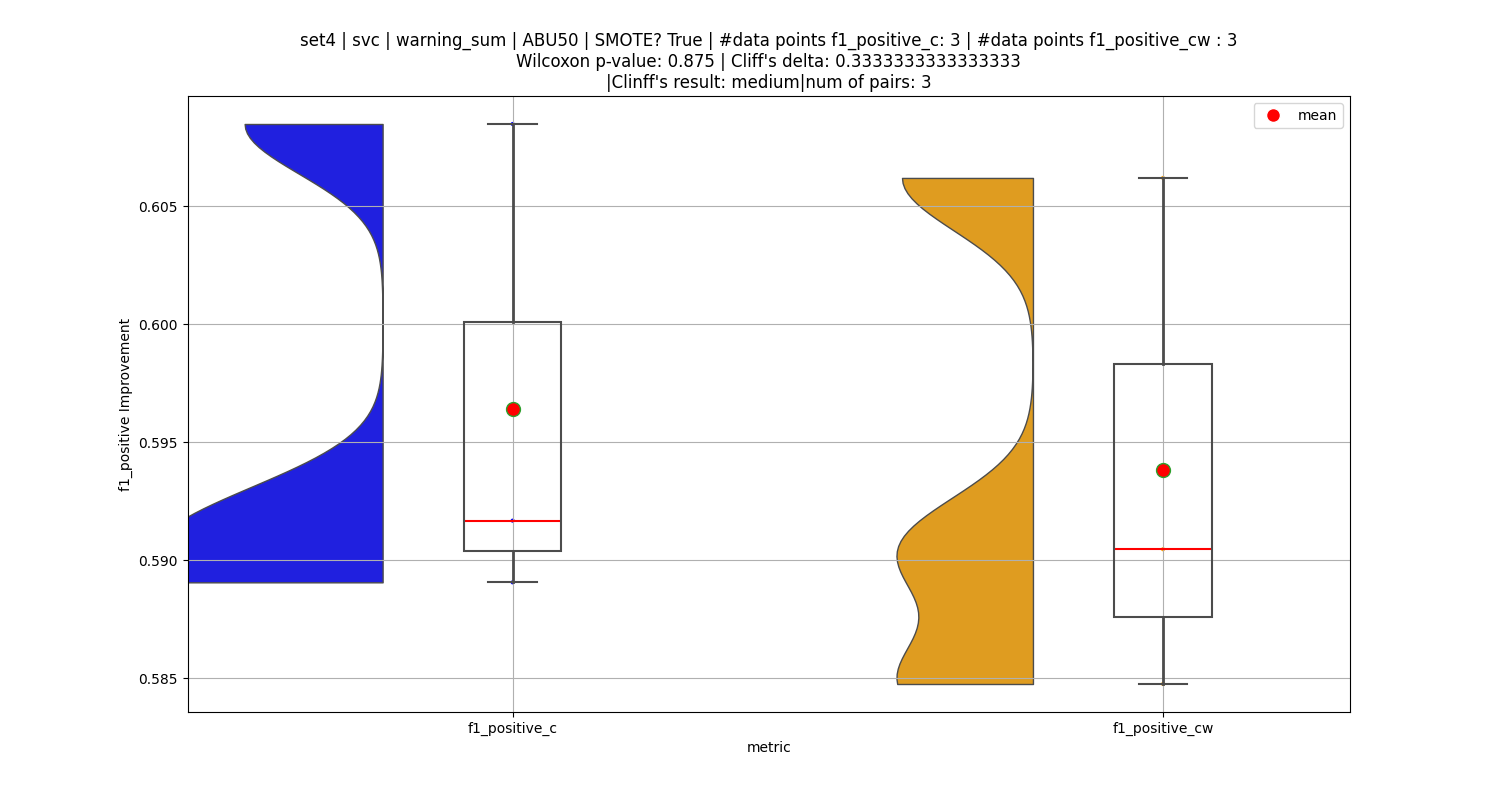 set4 | svc | warning_sum | ABU50 | SMOTE? True | #data points f1_positive_c: 3 | #data points f1_positive_cw : 3
Wilcoxon p-value: 0.875 | Cliff's delta: 0.3333333333333333
|Clinff's result: medium|num of pairs: 3
mean
f1_positive Improvement
0.605
0.600
0.595
0.590
0.585
f1_positive_c
f1_positive_cw
metric